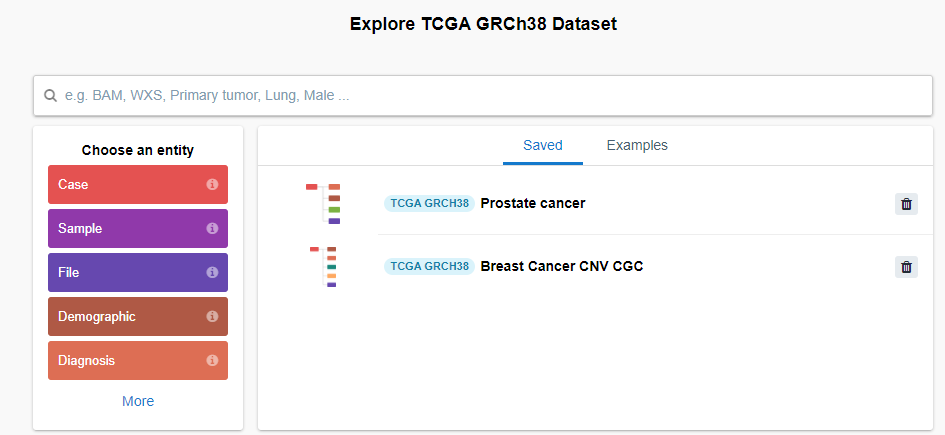 Explore TCGA GRCh38 Dataset
e.g. BAM, WXS, Primary tumor, Lung, Male ...
Choose an entity
Case
Sample
File
Demographic
Diagnosis
More
Saved Examples
TCGA GRCH38 Prostate cancer
TCGA GRCH38 Breast Cancer CNV CGC